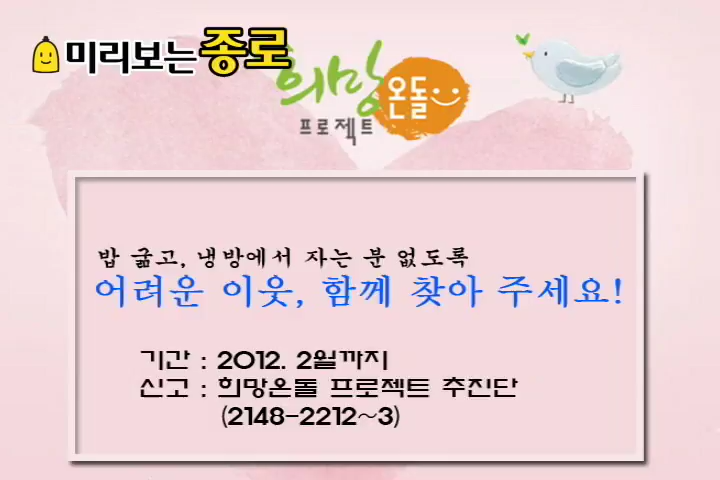 미리보는 종로
희망
온돌
프로젝트
밥 굶고, 냉방에서 자는 분 없도록
어려운 이웃, 함께 찾아 주세요!
기간 : 2012. 2월까지
신고 : 희망온돌 프로젝트 추진단
(2148-2212~3)